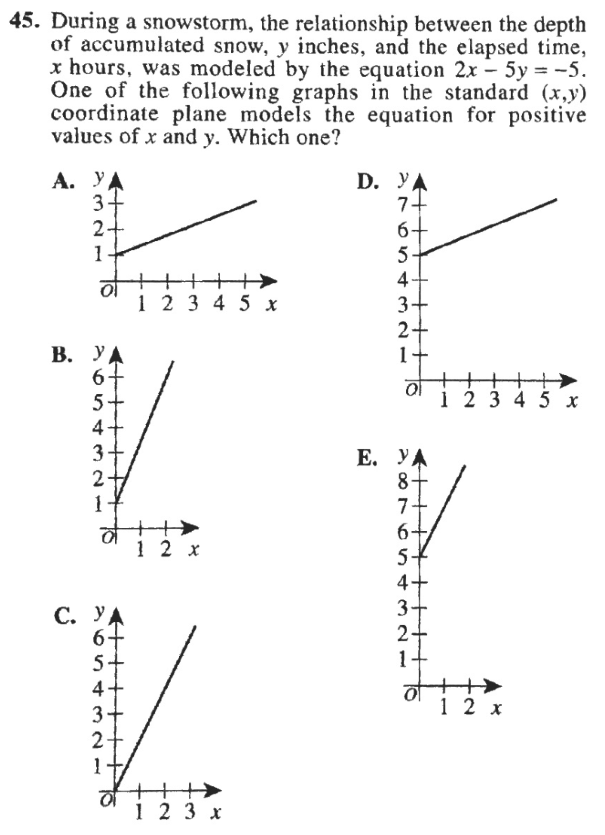 45. During a snowstorm, the relationship between the depth
of accumulated snow, y inches, and the elapsed time,
x hours, was modeled by the equation 2x – 5y = –5.
One of the following graphs in the standard (x,y)
coordinate plane models the equation for positive
values of x and y. Which one?
A. y
3
2
1
O 1 2 3 4 5 x
B. y
6
5
4
3
2
1
O 1 2 x
C. y
6
5
4
3
2
1
O 1 2 3 x
D. y
7
6
5
4
3
2
1
O 1 2 3 4 5 x
E. y
8
7
6
5
4
3
2
1
O 1 2 x